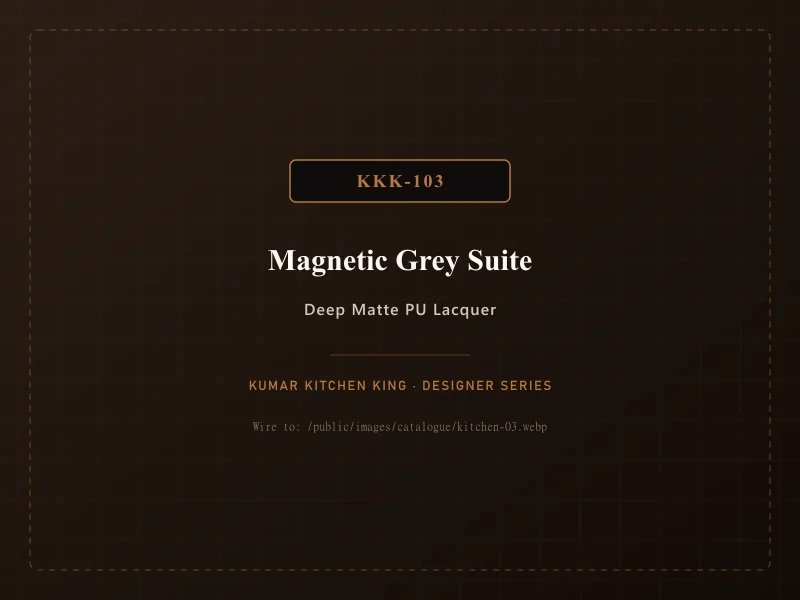 KKK-103
Magnetic Grey Suite
Deep Matte PU Lacquer
KUMAR KITCHEN KING · DESIGNER SERIES
Wire to: /public/images/catalogue/kitchen-03.webp